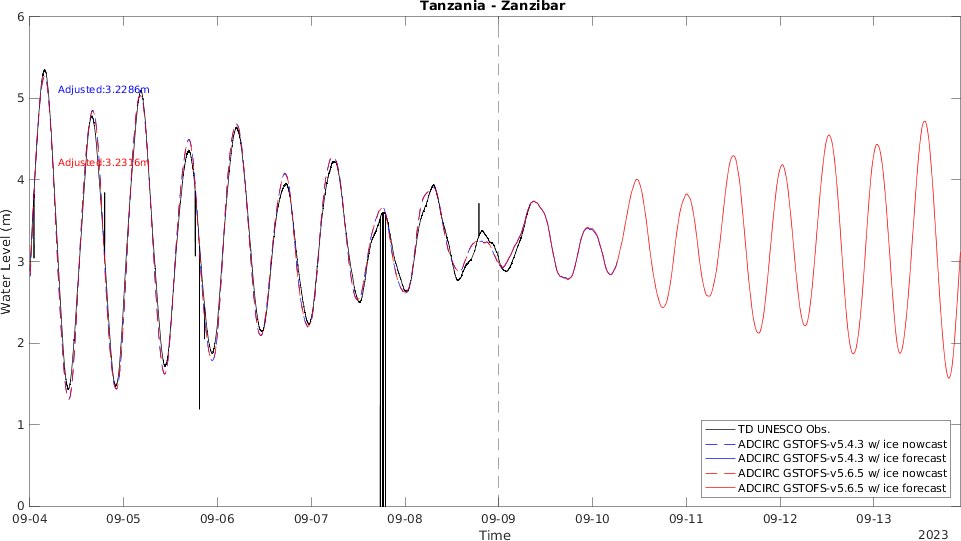 Tanzania - Zanzibar
6
5
4
3
2
1
0
Water Level (m)
Adjusted:3.2286m
Adjusted:3.2316m
TD UNESCO Obs.
ADCIRC GSTOFS-v5.4.3 w/ ice nowcast
ADCIRC GSTOFS-v5.4.3 w/ ice forecast
ADCIRC GSTOFS-v5.6.5 w/ ice nowcast
ADCIRC GSTOFS-v5.6.5 w/ ice forecast
09-04 09-05 09-06 09-07 09-08 09-09 09-10 09-11 09-12 09-13
Time
2023